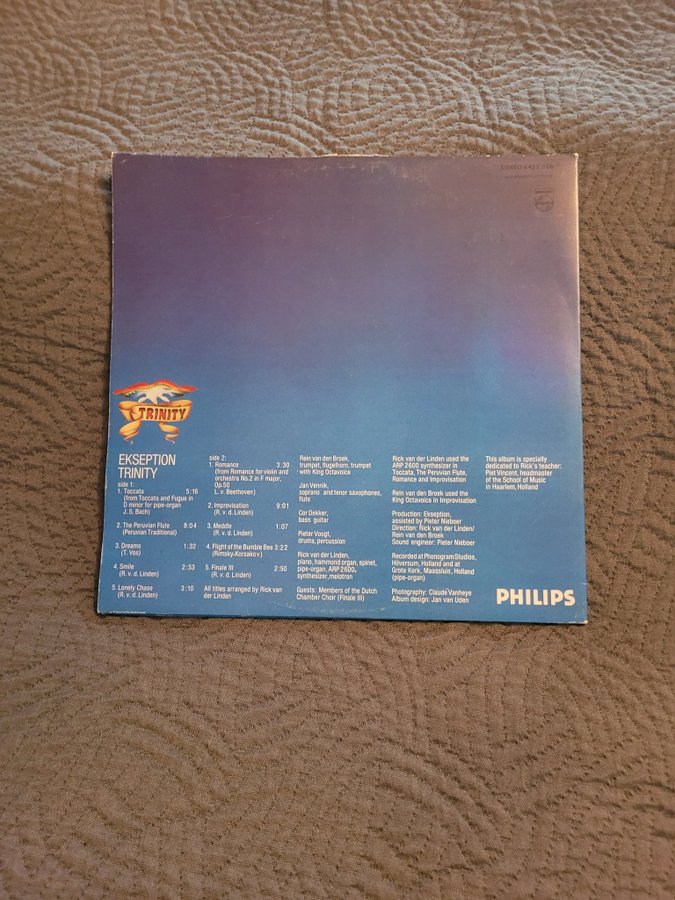 STEREO 6423 056
TRINITY
EKSEPTION
TRINITY
side 1:
1. Toccata 5:16
(from Toccata and Fugue in
D minor for pipe-organ
J.S. Bach)
2. The Peruvian Flute 8:04
(Peruvian Traditional)
3. Dreams 1:32
(T. Vos)
4. Smile 2:53
(R. v. d. Linden)
5. Lonely Chase 3:10
(R. v. d. Linden)
side 2:
1. Romance 3:30
(from Romance for violin and
orchestra No.2 in F major,
Op.50
L. v. Beethoven)
2. Improvisation 9:01
(R. v. d. Linden)
3. Meddle 1:07
(R. v. d. Linden)
4. Flight of the Bumble Bee 3:22
(Rimsky-Korsakov)
5. Finale III 2:50
(R. v. d. Linden)
All titles arranged by Rick van
der Linden
Rein van den Broek,
trumpet, flugelhorn, trumpet
with King Octavoice
Jan Vennik,
soprano and tenor saxophones,
flute
Cor Dekker,
bass guitar
Pieter Voogt,
drums, percussion
Rick van der Linden,
piano, hammond organ, spinet,
pipe-organ, ARP 2600,
synthesizer, melotron
Guests: Members of the Dutch
Chamber Choir (Finale III)
Rick van der Linden used the
ARP 2600 synthesizer in
Toccata, The Peruvian Flute,
Romance and Improvisation
Rein van den Broek used the
King Octavoice in Improvisation
Production: Ekseption,
assisted by Pieter Nieboer
Direction: Rick van der Linden/
Rein van den Broek
Sound engineer: Pieter Nieboer
Recorded at Phonogram Studios,
Hilversum, Holland and at
Grote Kerk, Maassluis, Holland
(pipe-organ)
Photography: Claude Vanheye
Album design: Jan van Uden
This album is specially
dedicated to Rick's teacher:
Piet Vincent, headmaster
of the School of Music
in Haarlem, Holland
PHILIPS